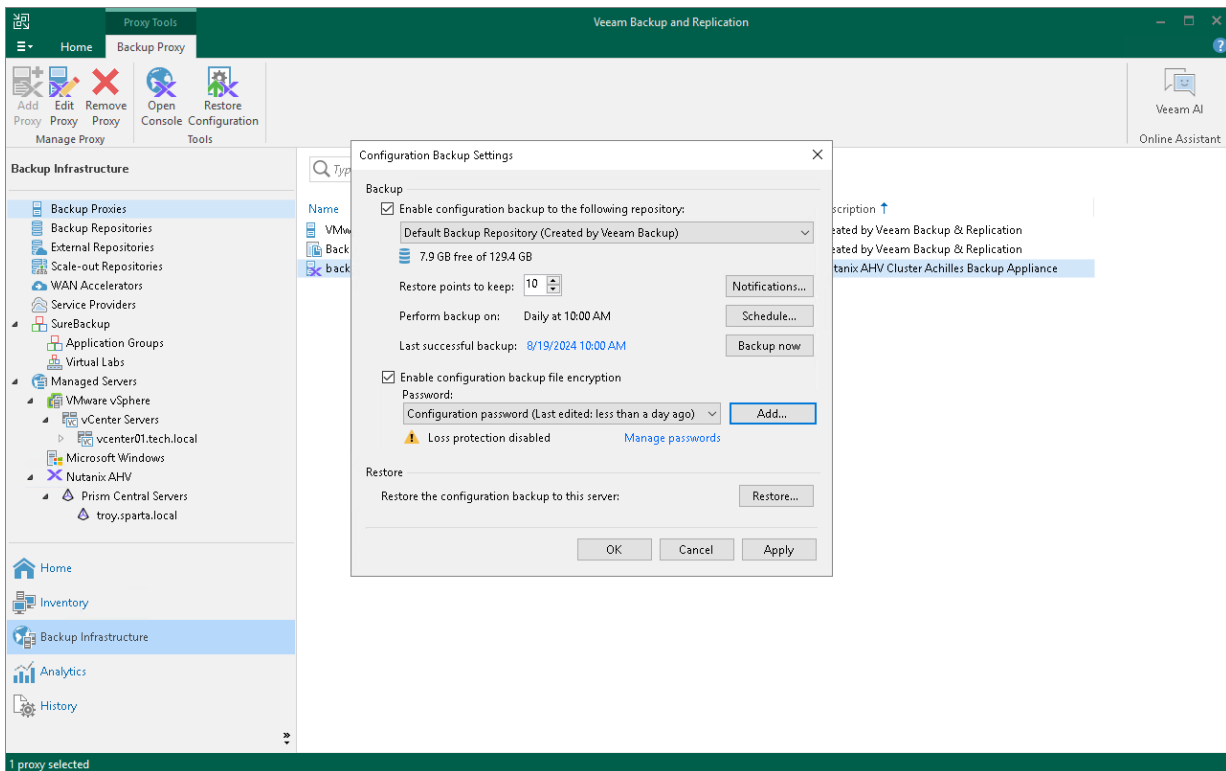 Proxy Tools
Veeam Backup and Replication
Home
Backup Proxy
Add Proxy
Edit Proxy
Remove Proxy
Open Console
Restore Configuration
Manage Proxy
Tools
Veeam AI
Online Assistant
Backup Infrastructure
Backup Proxies
Backup Repositories
External Repositories
Scale-out Repositories
WAN Accelerators
Service Providers
SureBackup
Application Groups
Virtual Labs
Managed Servers
VMware vSphere
vCenter Servers
vcenter01.tech.local
Microsoft Windows
Nutanix AHV
Prism Central Servers
troy.sparta.local
Home
Inventory
Backup Infrastructure
Analytics
History
Typ
Name
scription
VMw
eated by Veeam Backup & Replication
Back
eated by Veeam Backup & Replication
back
tanix AHV Cluster Achilles Backup Appliance
Configuration Backup Settings
Backup
Enable configuration backup to the following repository:
Default Backup Repository (Created by Veeam Backup)
7.9 GB free of 129.4 GB
Restore points to keep: 10
Notifications...
Perform backup on: Daily at 10:00 AM
Schedule...
Last successful backup: 8/19/2024 10:00 AM
Backup now
Enable configuration backup file encryption
Password:
Configuration password (Last edited: less than a day ago)
Add...
Loss protection disabled
Manage passwords
Restore
Restore the configuration backup to this server:
Restore...
OK
Cancel
Apply
1 proxy selected